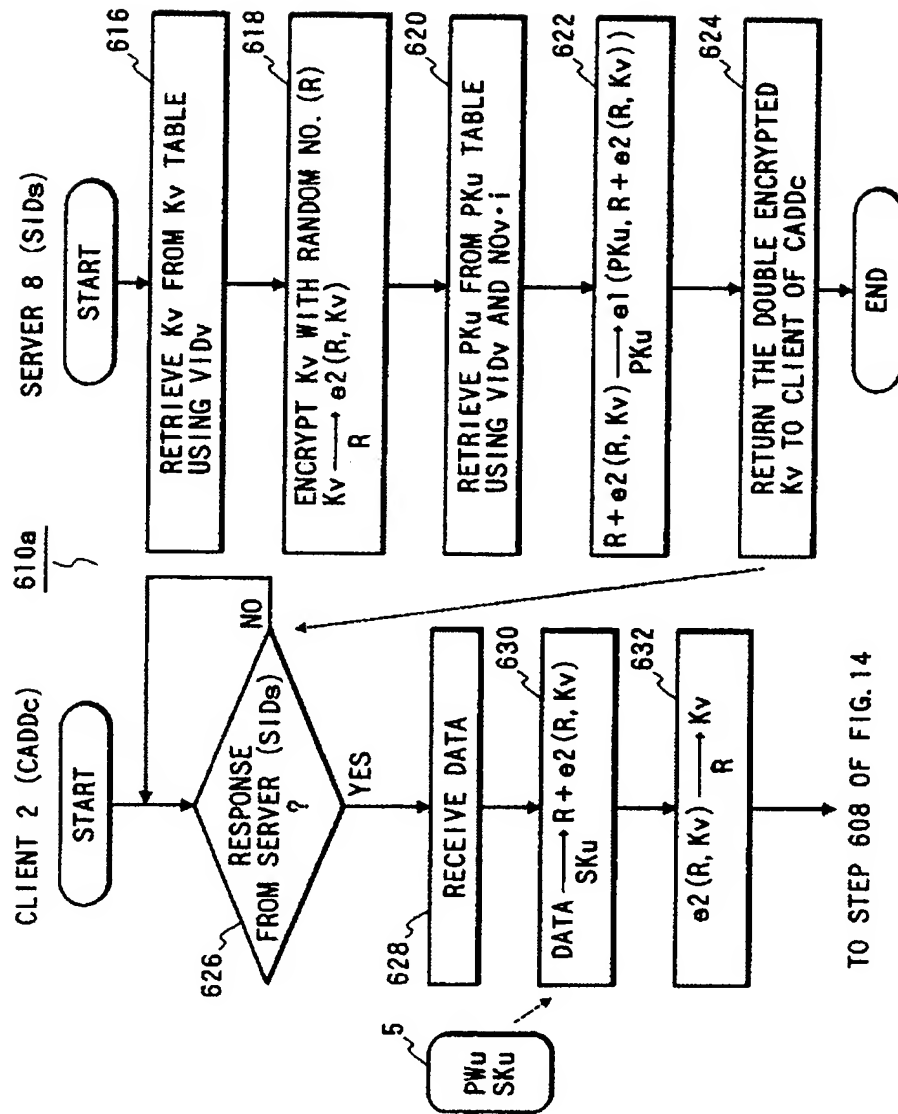 610a
CLIENT 2 (CADDc)
START
626
RESPONSE
FROM SERVER (SIDs)
?
NO
YES
628
RECEIVE DATA
5
PWu
SKu
630
DATA ⟶ R + e2 (R, Kv)
SKu
632
e2 (R, Kv) ⟶ Kv
R
TO STEP 608 OF FIG. 14
SERVER 8 (SIDs)
START
616
RETRIEVE Kv FROM Kv TABLE
USING VIDv
618
ENCRYPT Kv WITH RANDOM NO. (R)
Kv ⟶ e2 (R, Kv)
R
620
RETRIEVE PKu FROM PKu TABLE
USING VIDv AND NOv·i
622
R + e2 (R, Kv) ⟶ e1 (PKu, R + e2 (R, Kv))
PKu
624
RETURN THE DOUBLE ENCRYPTED
Kv TO CLIENT OF CADDc
END